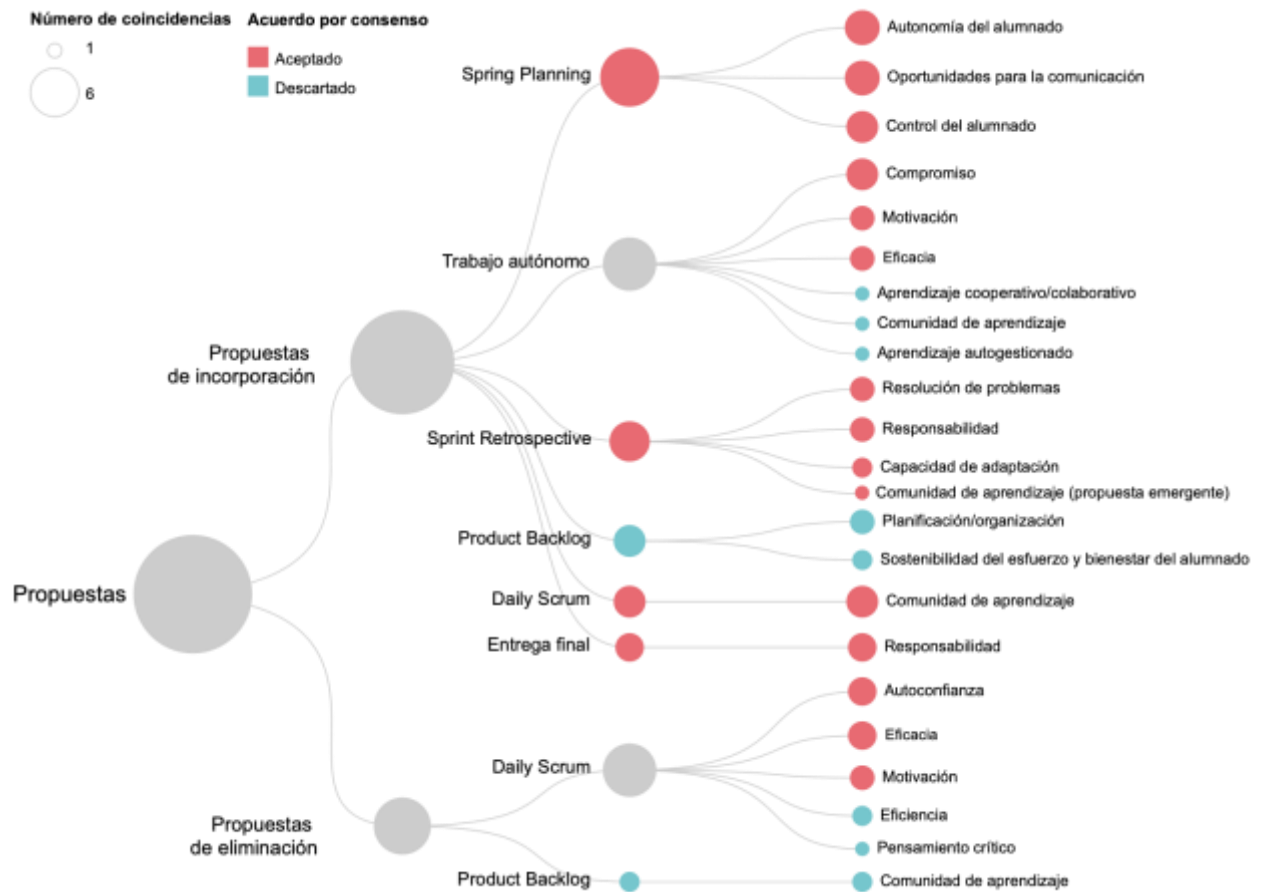 Número de coincidencias
1
6
Acuerdo por consenso
Aceptado
Descartado
Propuestas
Propuestas
de incorporación
Spring Planning
Autonomía del alumnado
Oportunidades para la comunicación
Control del alumnado
Trabajo autónomo
Compromiso
Motivación
Eficacia
Aprendizaje cooperativo/colaborativo
Comunidad de aprendizaje
Aprendizaje autogestionado
Sprint Retrospective
Resolución de problemas
Responsabilidad
Capacidad de adaptación
Comunidad de aprendizaje (propuesta emergente)
Product Backlog
Planificación/organización
Sostenibilidad del esfuerzo y bienestar del alumnado
Daily Scrum
Comunidad de aprendizaje
Entrega final
Responsabilidad
Propuestas
de eliminación
Daily Scrum
Autoconfianza
Eficacia
Motivación
Eficiencia
Pensamiento crítico
Product Backlog
Comunidad de aprendizaje